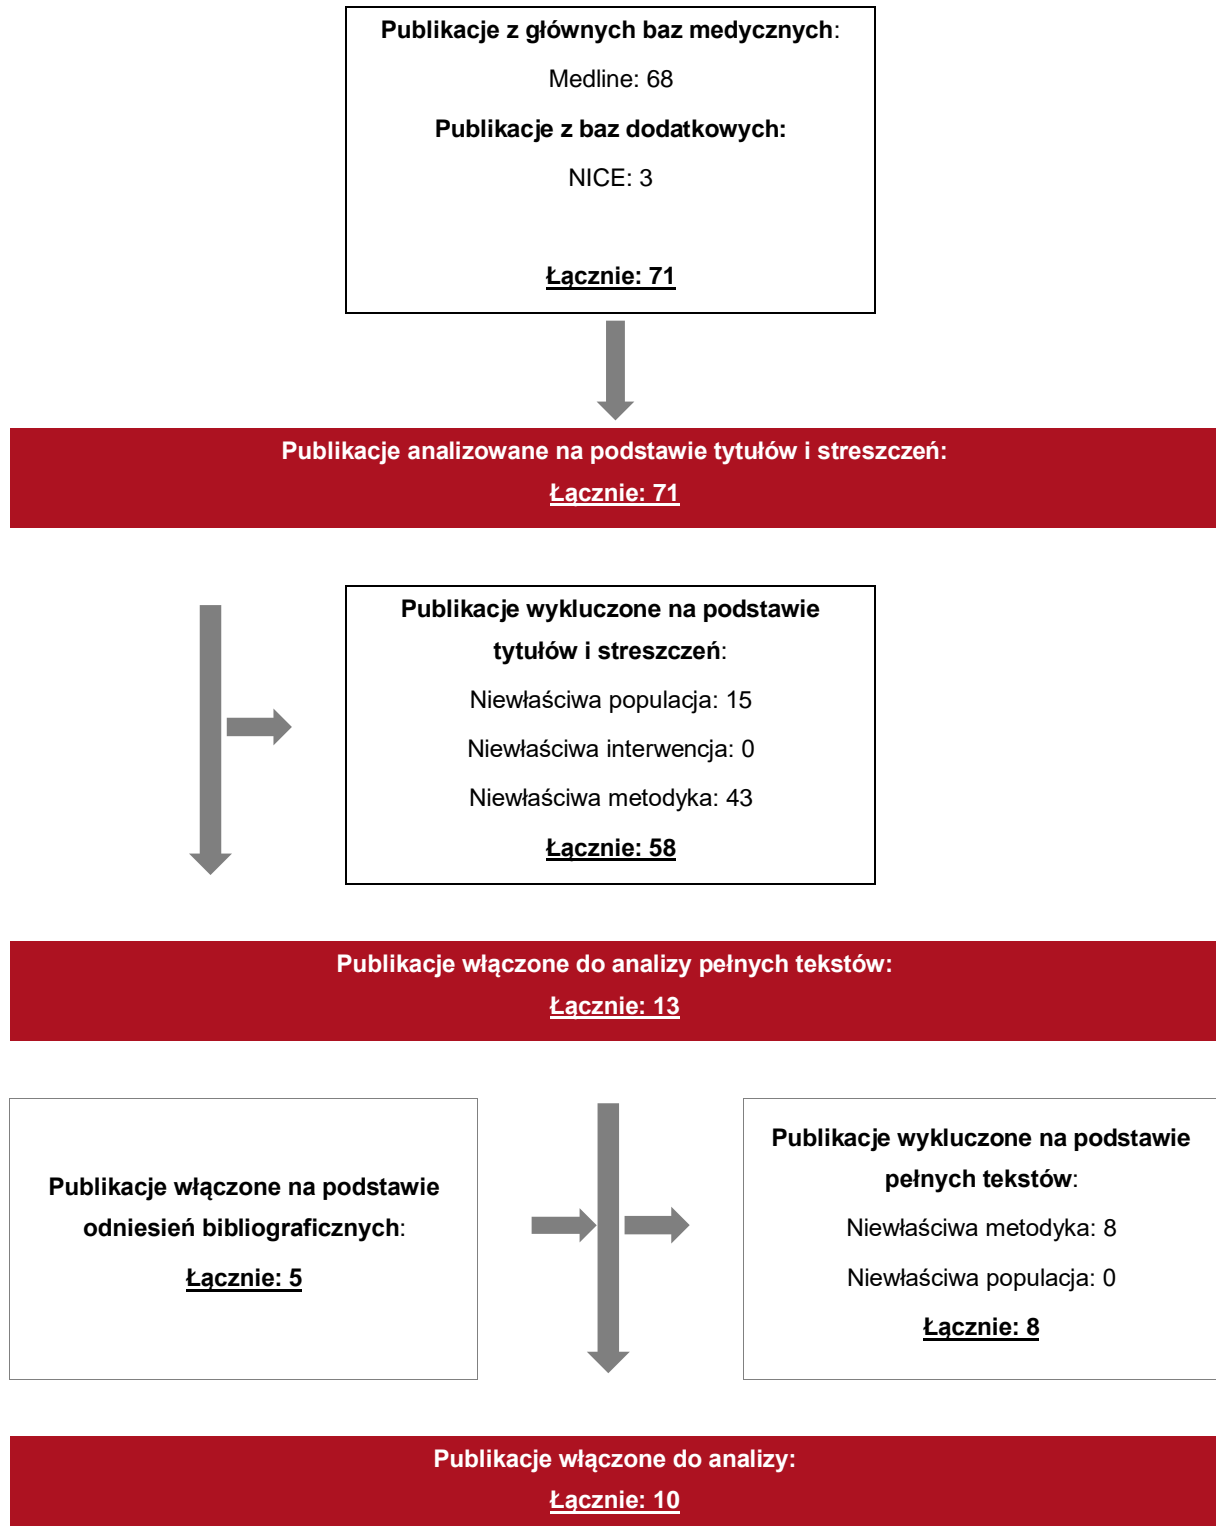 Publikacje z głównych baz medycznych:
Medline: 68
Publikacje z baz dodatkowych:
NICE: 3
Łącznie: 71
Publikacje analizowane na podstawie tytułów i streszczeń:
Łącznie: 71
Publikacje wykluczone na podstawie
tytułów i streszczeń:
Niewłaściwa populacja: 15
Niewłaściwa interwencja: 0
Niewłaściwa metodyka: 43
Łącznie: 58
Publikacje włączone do analizy pełnych tekstów:
Łącznie: 13
Publikacje włączone na podstawie
odniesień bibliograficznych:
Łącznie: 5
Publikacje wykluczone na podstawie
pełnych tekstów:
Niewłaściwa metodyka: 8
Niewłaściwa populacja: 0
Łącznie: 8
Publikacje włączone do analizy:
Łącznie: 10